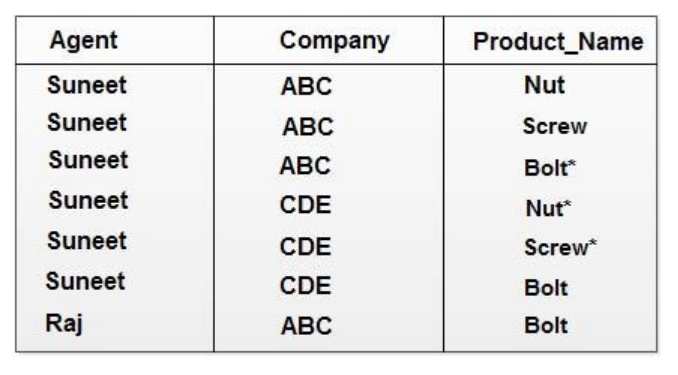 Agent Company Product_Name
Suneet ABC Nut
Suneet ABC Screw
Suneet ABC Bolt*
Suneet CDE Nut*
Suneet CDE Screw*
Suneet CDE Bolt
Raj ABC Bolt